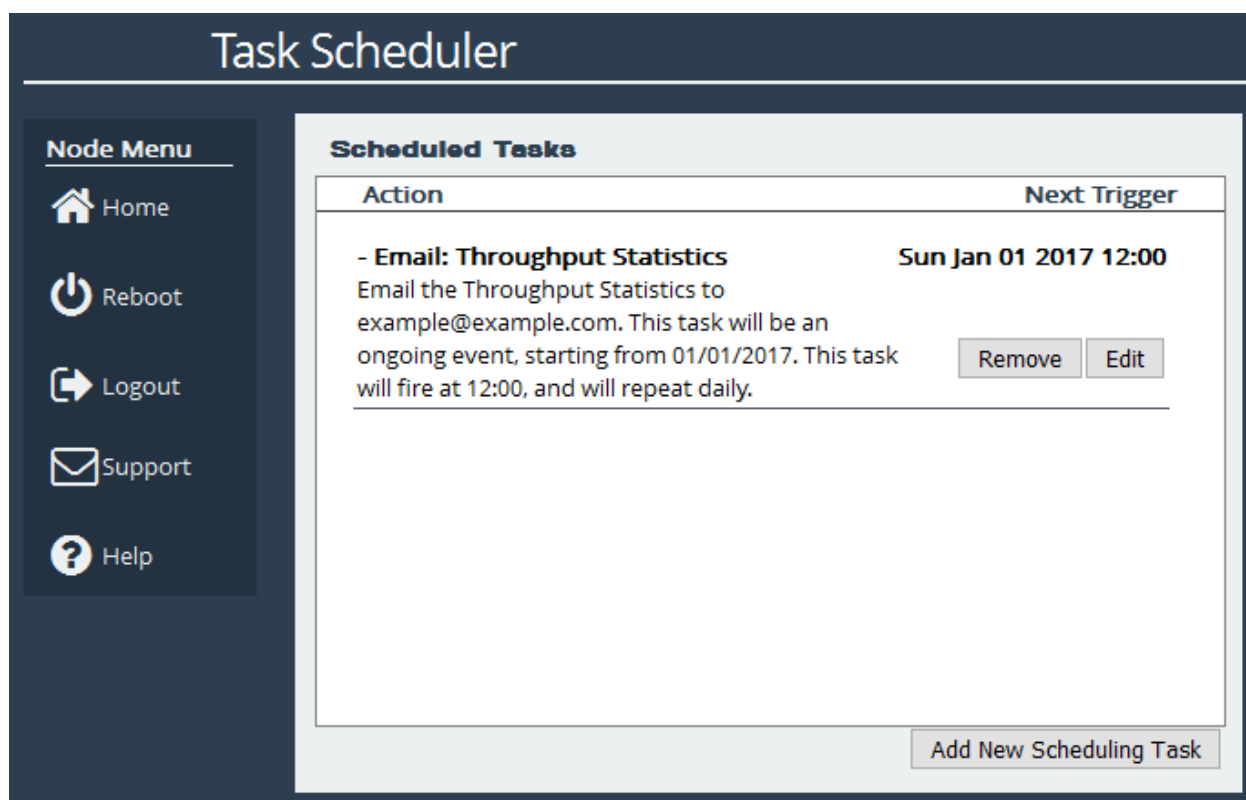 Task Scheduler
Node Menu
Home
Reboot
Logout
Support
Help
Scheduled Tasks
Action Next Trigger
- Email: Throughput Statistics Sun Jan 01 2017 12:00
Email the Throughput Statistics to
example@example.com. This task will be an
ongoing event, starting from 01/01/2017. This task
will fire at 12:00, and will repeat daily.
Remove Edit
Add New Scheduling Task